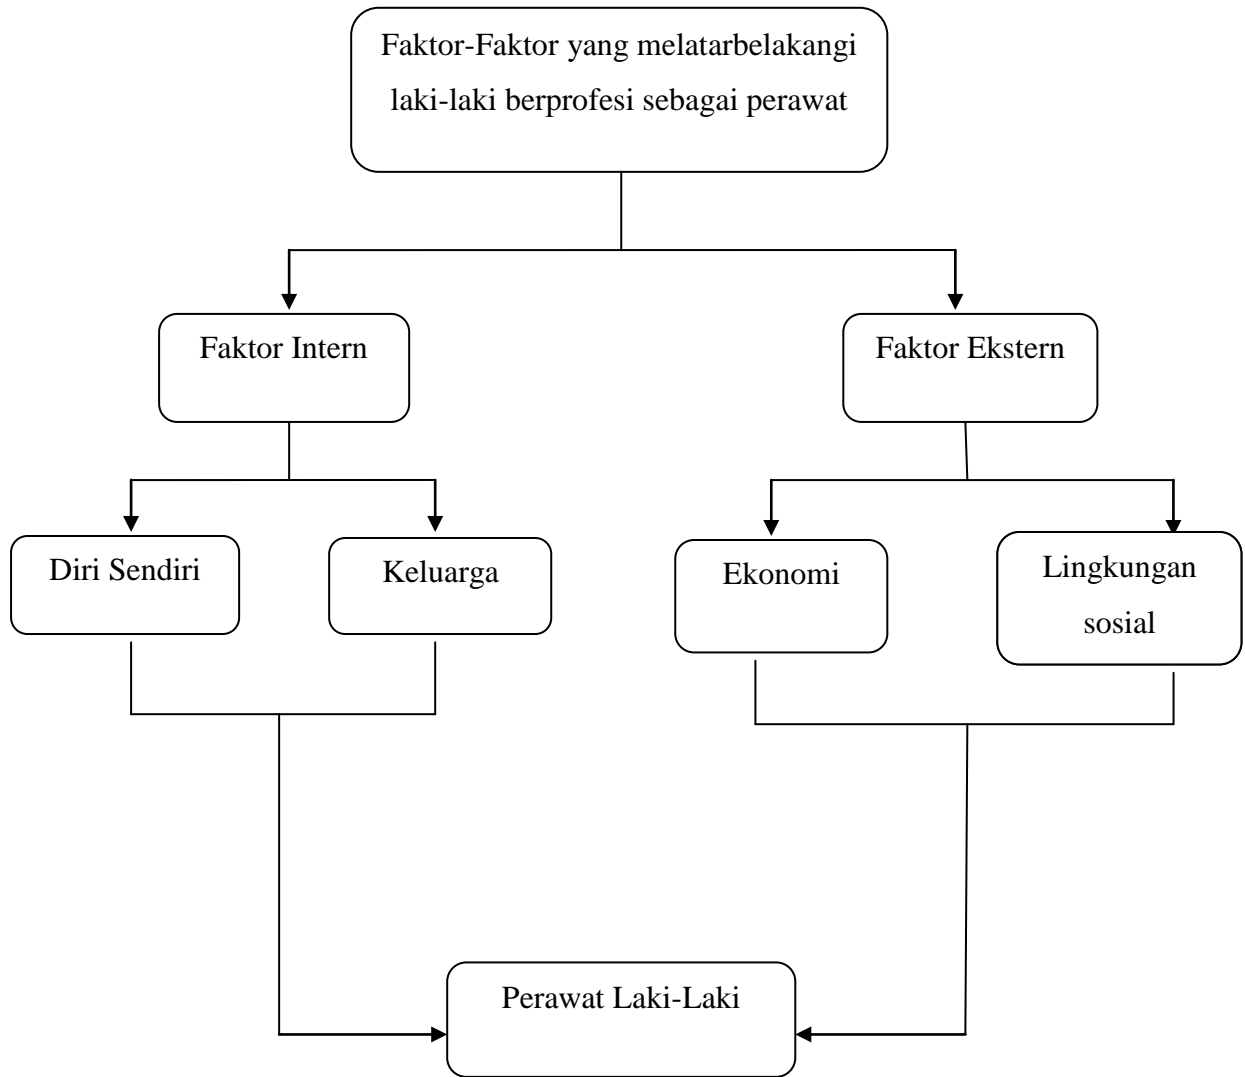 Faktor-Faktor yang melatarbelakangi
laki-laki berprofesi sebagai perawat
Faktor Intern
Faktor Ekstern
Diri Sendiri
Keluarga
Ekonomi
Lingkungan
sosial
Perawat Laki-Laki